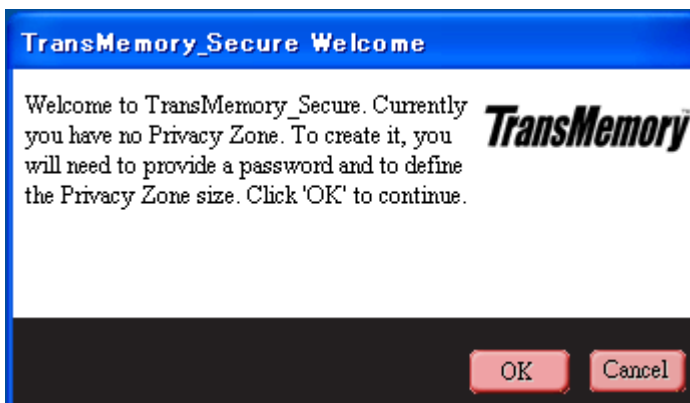 TransMemory_Secure Welcome
Welcome to TransMemory_Secure. Currently
you have no Privacy Zone. To create it, you
will need to provide a password and to define
the Privacy Zone size. Click 'OK' to continue.
TransMemory
OK
Cancel